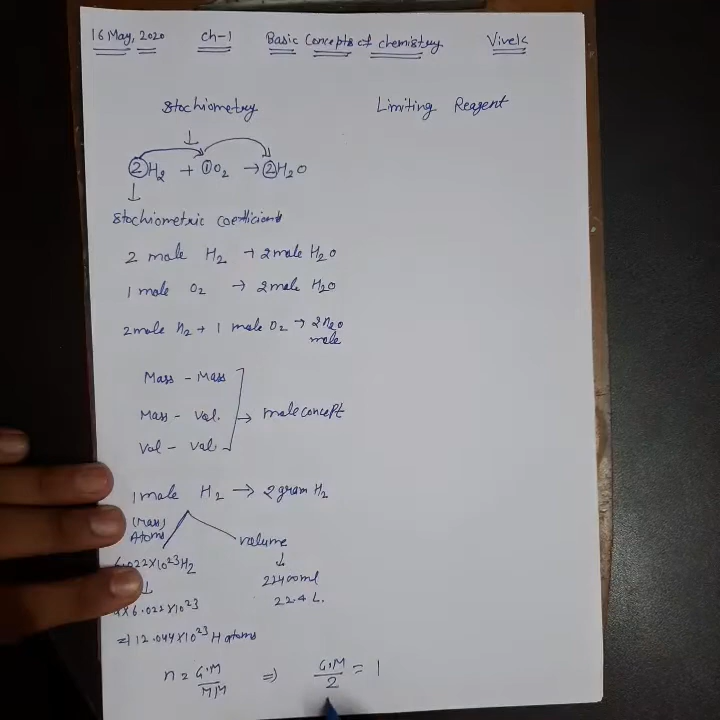 16 May, 2020 Ch-1 Basic Concepts of chemistry Vivek
Stochiometry
2H2 + 1O2 → 2H2O
Stochiometric coefficient
2 mole H2 → 2 mole H2O
1 mole O2 → 2 mole H2O
2 mole H2 + 1 mole O2 → 2H2O
mole
Mass - Mass
Mass - Vol. → mole concept
Vol - Vol
1 mole H2 → 2 gram H2
(Mass)
Atoms
volume
6.022×10^23 H2
22400ml
22.4 L.
2×6.022×10^23
⇒ 12.044×10^23 H atoms
n = G.M/M.M ⇒ G.M/2 = 1
Limiting Reagent